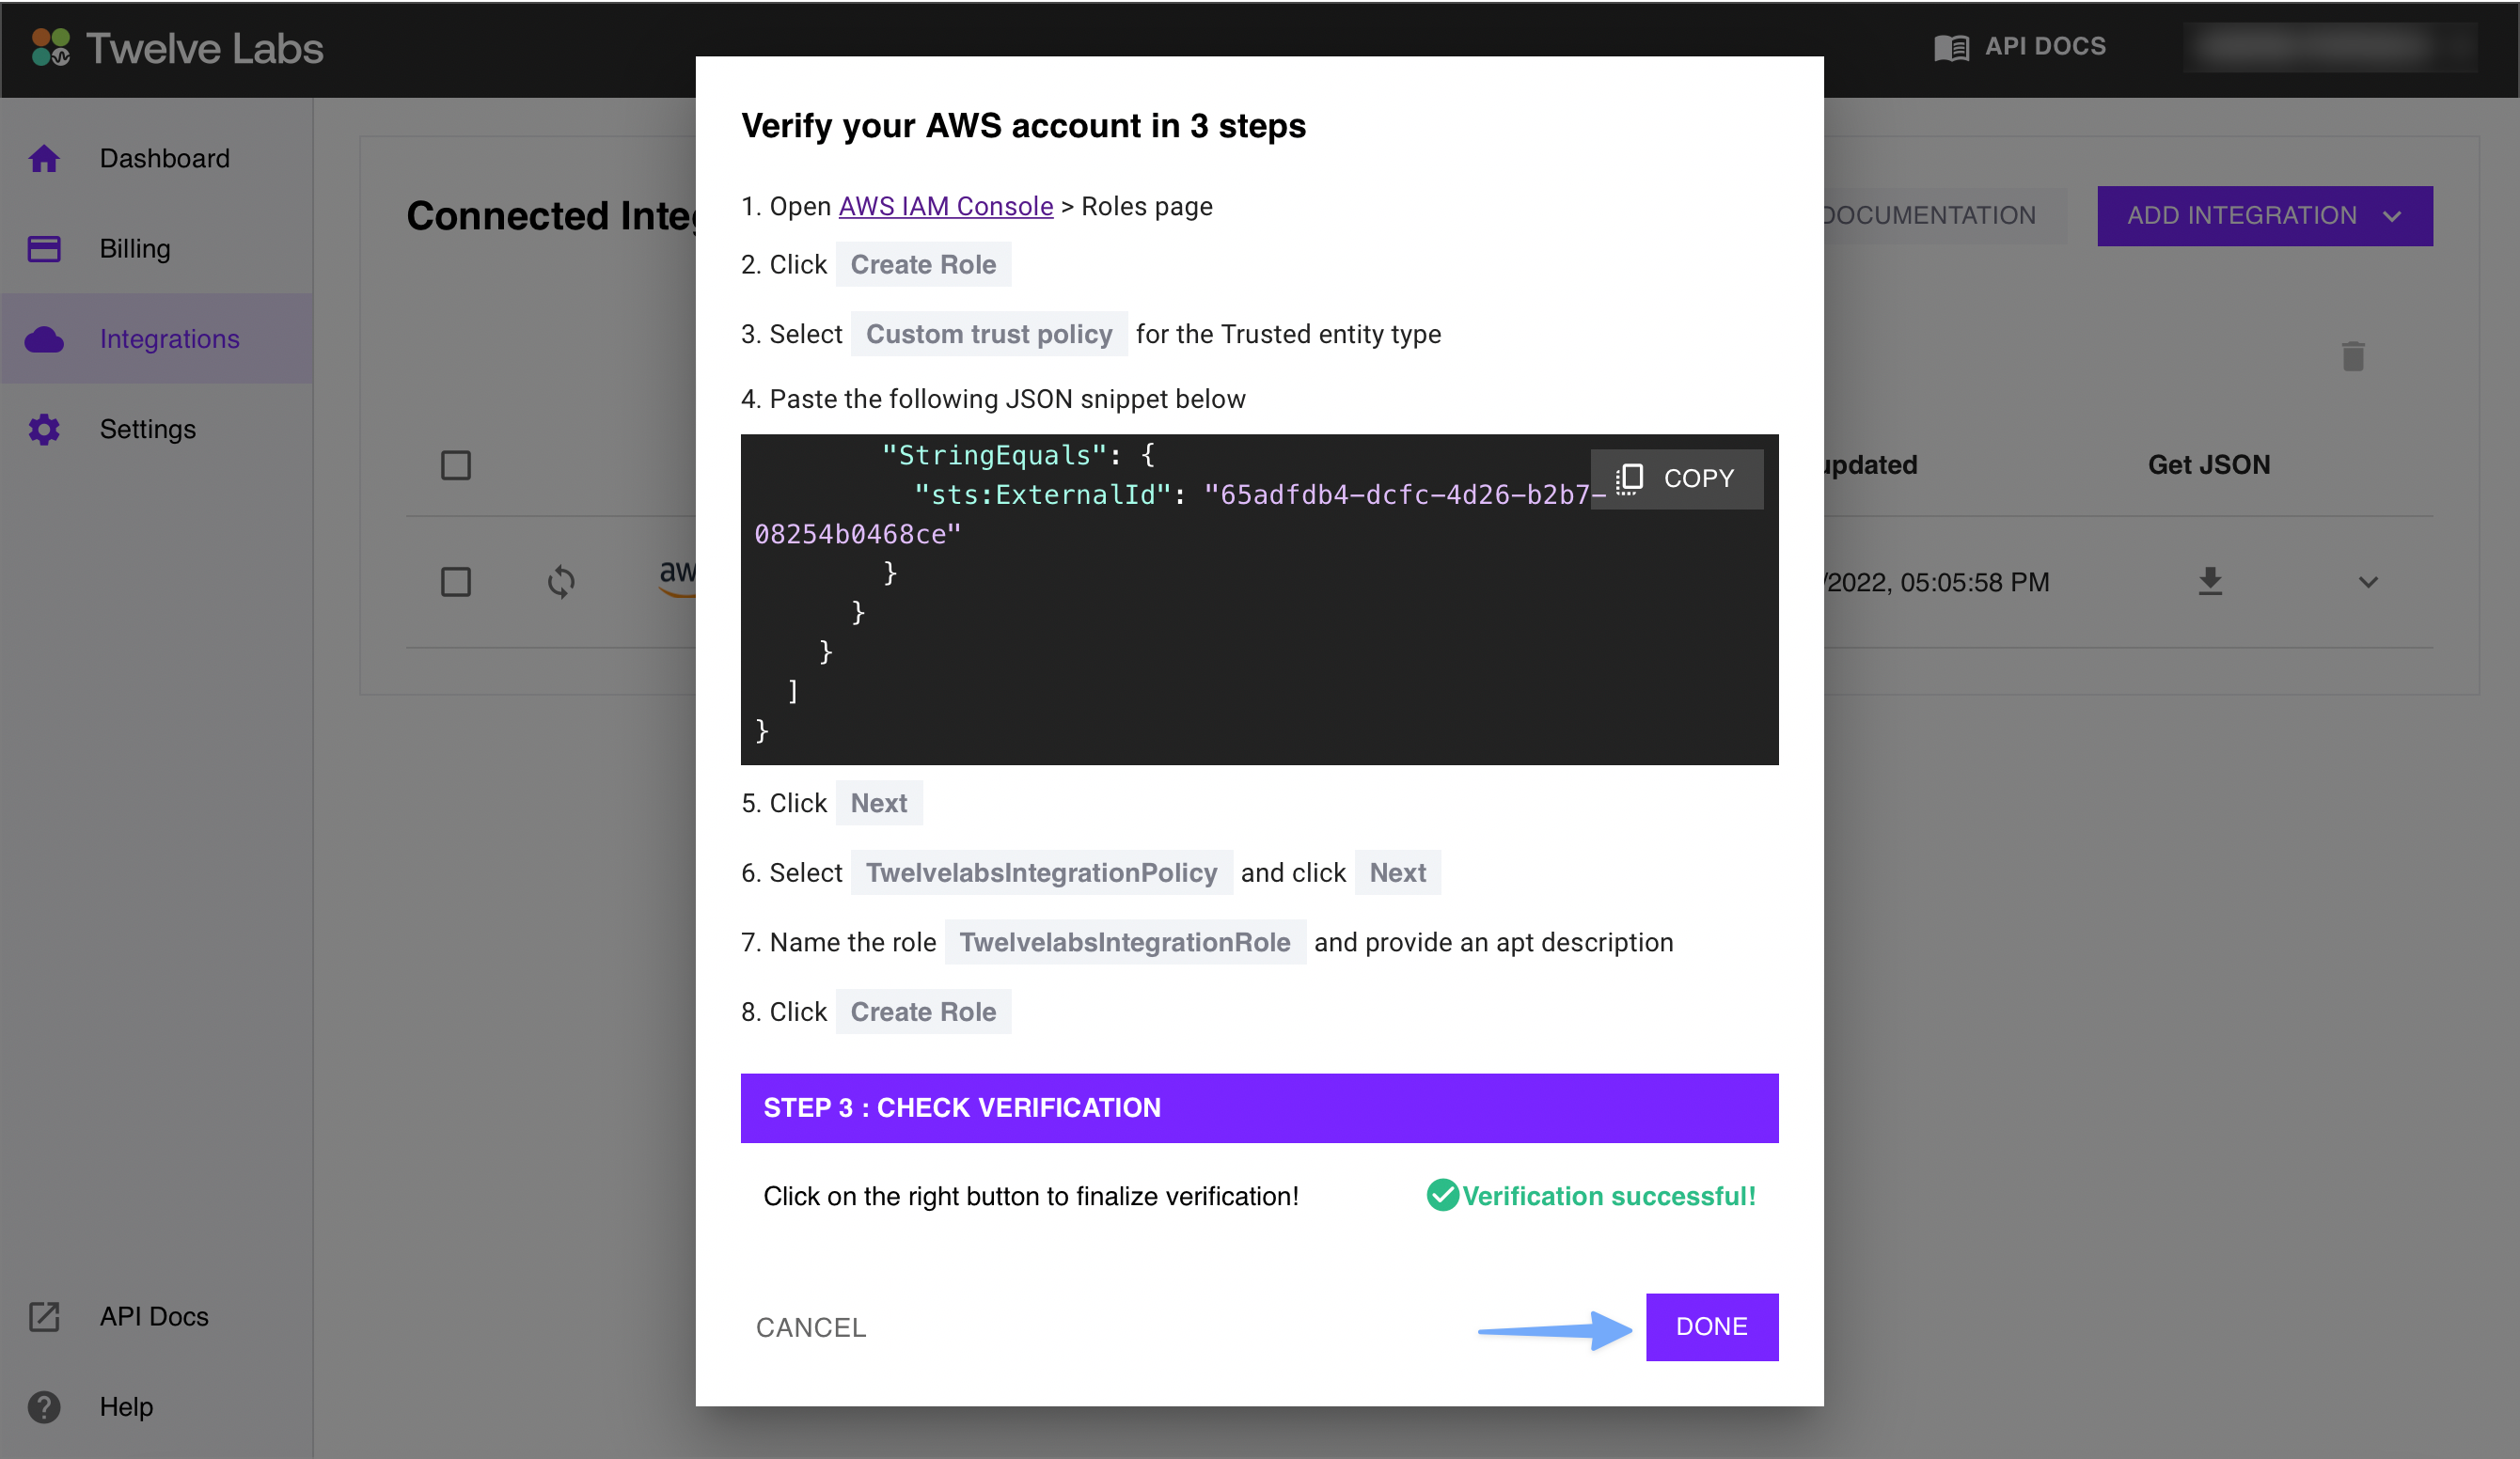 Twelve Labs
API DOCS
Dashboard
Billing
Integrations
Settings
API Docs
Help
Connected
DOCUMENTATION
ADD INTEGRATION
Get JSON
/2022, 05:05:58 PM
Verify your AWS account in 3 steps
1. Open AWS IAM Console > Roles page
2. Click Create Role
3. Select Custom trust policy for the Trusted entity type
4. Paste the following JSON snippet below
COPY
"StringEquals": {
"sts:ExternalId": "65adfdb4-dcfc-4d26-b2b7-
08254b0468ce"
}
}
}
]
}
5. Click Next
6. Select TwelvelabsIntegrationPolicy and click Next
7. Name the role TwelvelabsIntegrationRole and provide an apt description
8. Click Create Role
STEP 3 : CHECK VERIFICATION
Click on the right button to finalize verification! Verification successful!
CANCEL
DONE